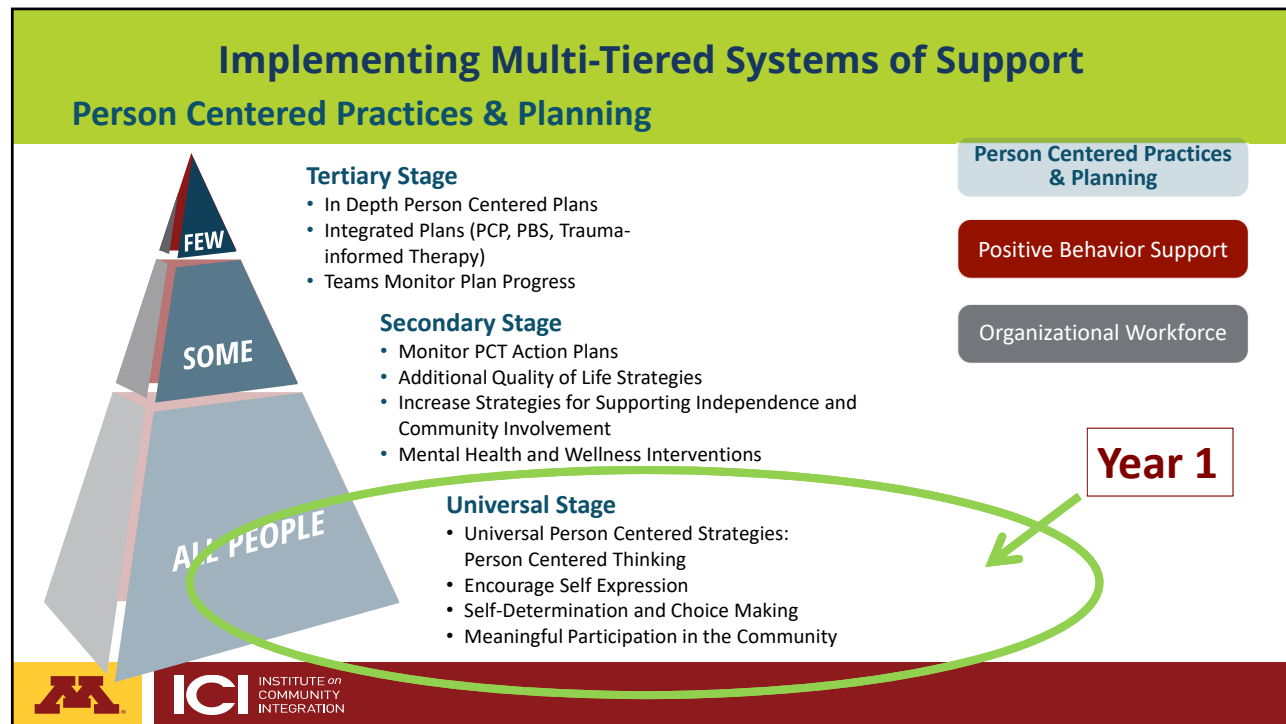 Implementing Multi-Tiered Systems of Support
Person Centered Practices & Planning
Person Centered Practices
& Planning
Positive Behavior Support
Organizational Workforce
FEW
Tertiary Stage
• In Depth Person Centered Plans
• Integrated Plans (PCP, PBS, Trauma-
informed Therapy)
• Teams Monitor Plan Progress
SOME
Secondary Stage
• Monitor PCT Action Plans
• Additional Quality of Life Strategies
• Increase Strategies for Supporting Independence and
Community Involvement
• Mental Health and Wellness Interventions
Year 1
ALL PEOPLE
Universal Stage
• Universal Person Centered Strategies:
Person Centered Thinking
• Encourage Self Expression
• Self-Determination and Choice Making
• Meaningful Participation in the Community
M
ICI
INSTITUTE on
COMMUNITY
INTEGRATION